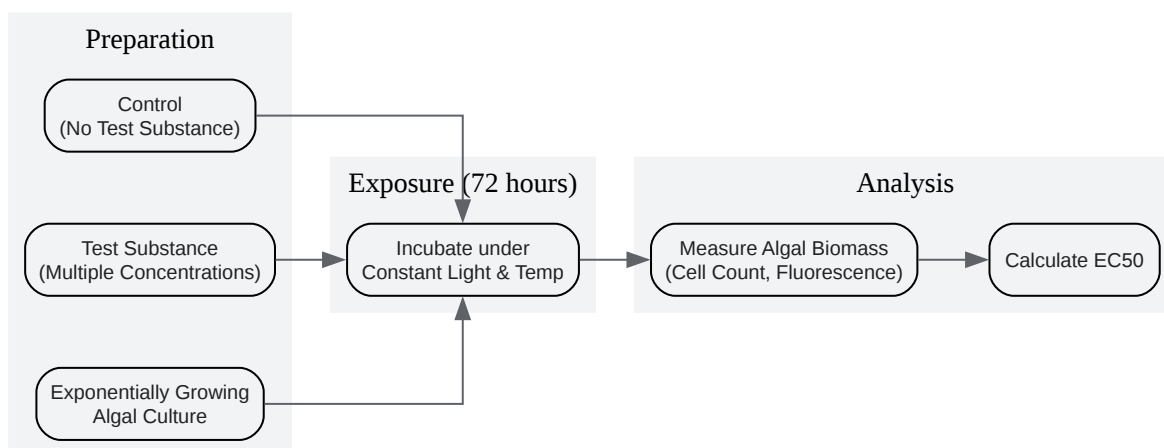 Preparation
Control
(No Test Substance)
Test Substance
(Multiple Concentrations)
Exponentially Growing
Algal Culture
Exposure (72 hours)
Incubate under
Constant Light & Temp
Analysis
Measure Algal Biomass
(Cell Count, Fluorescence)
Calculate EC50